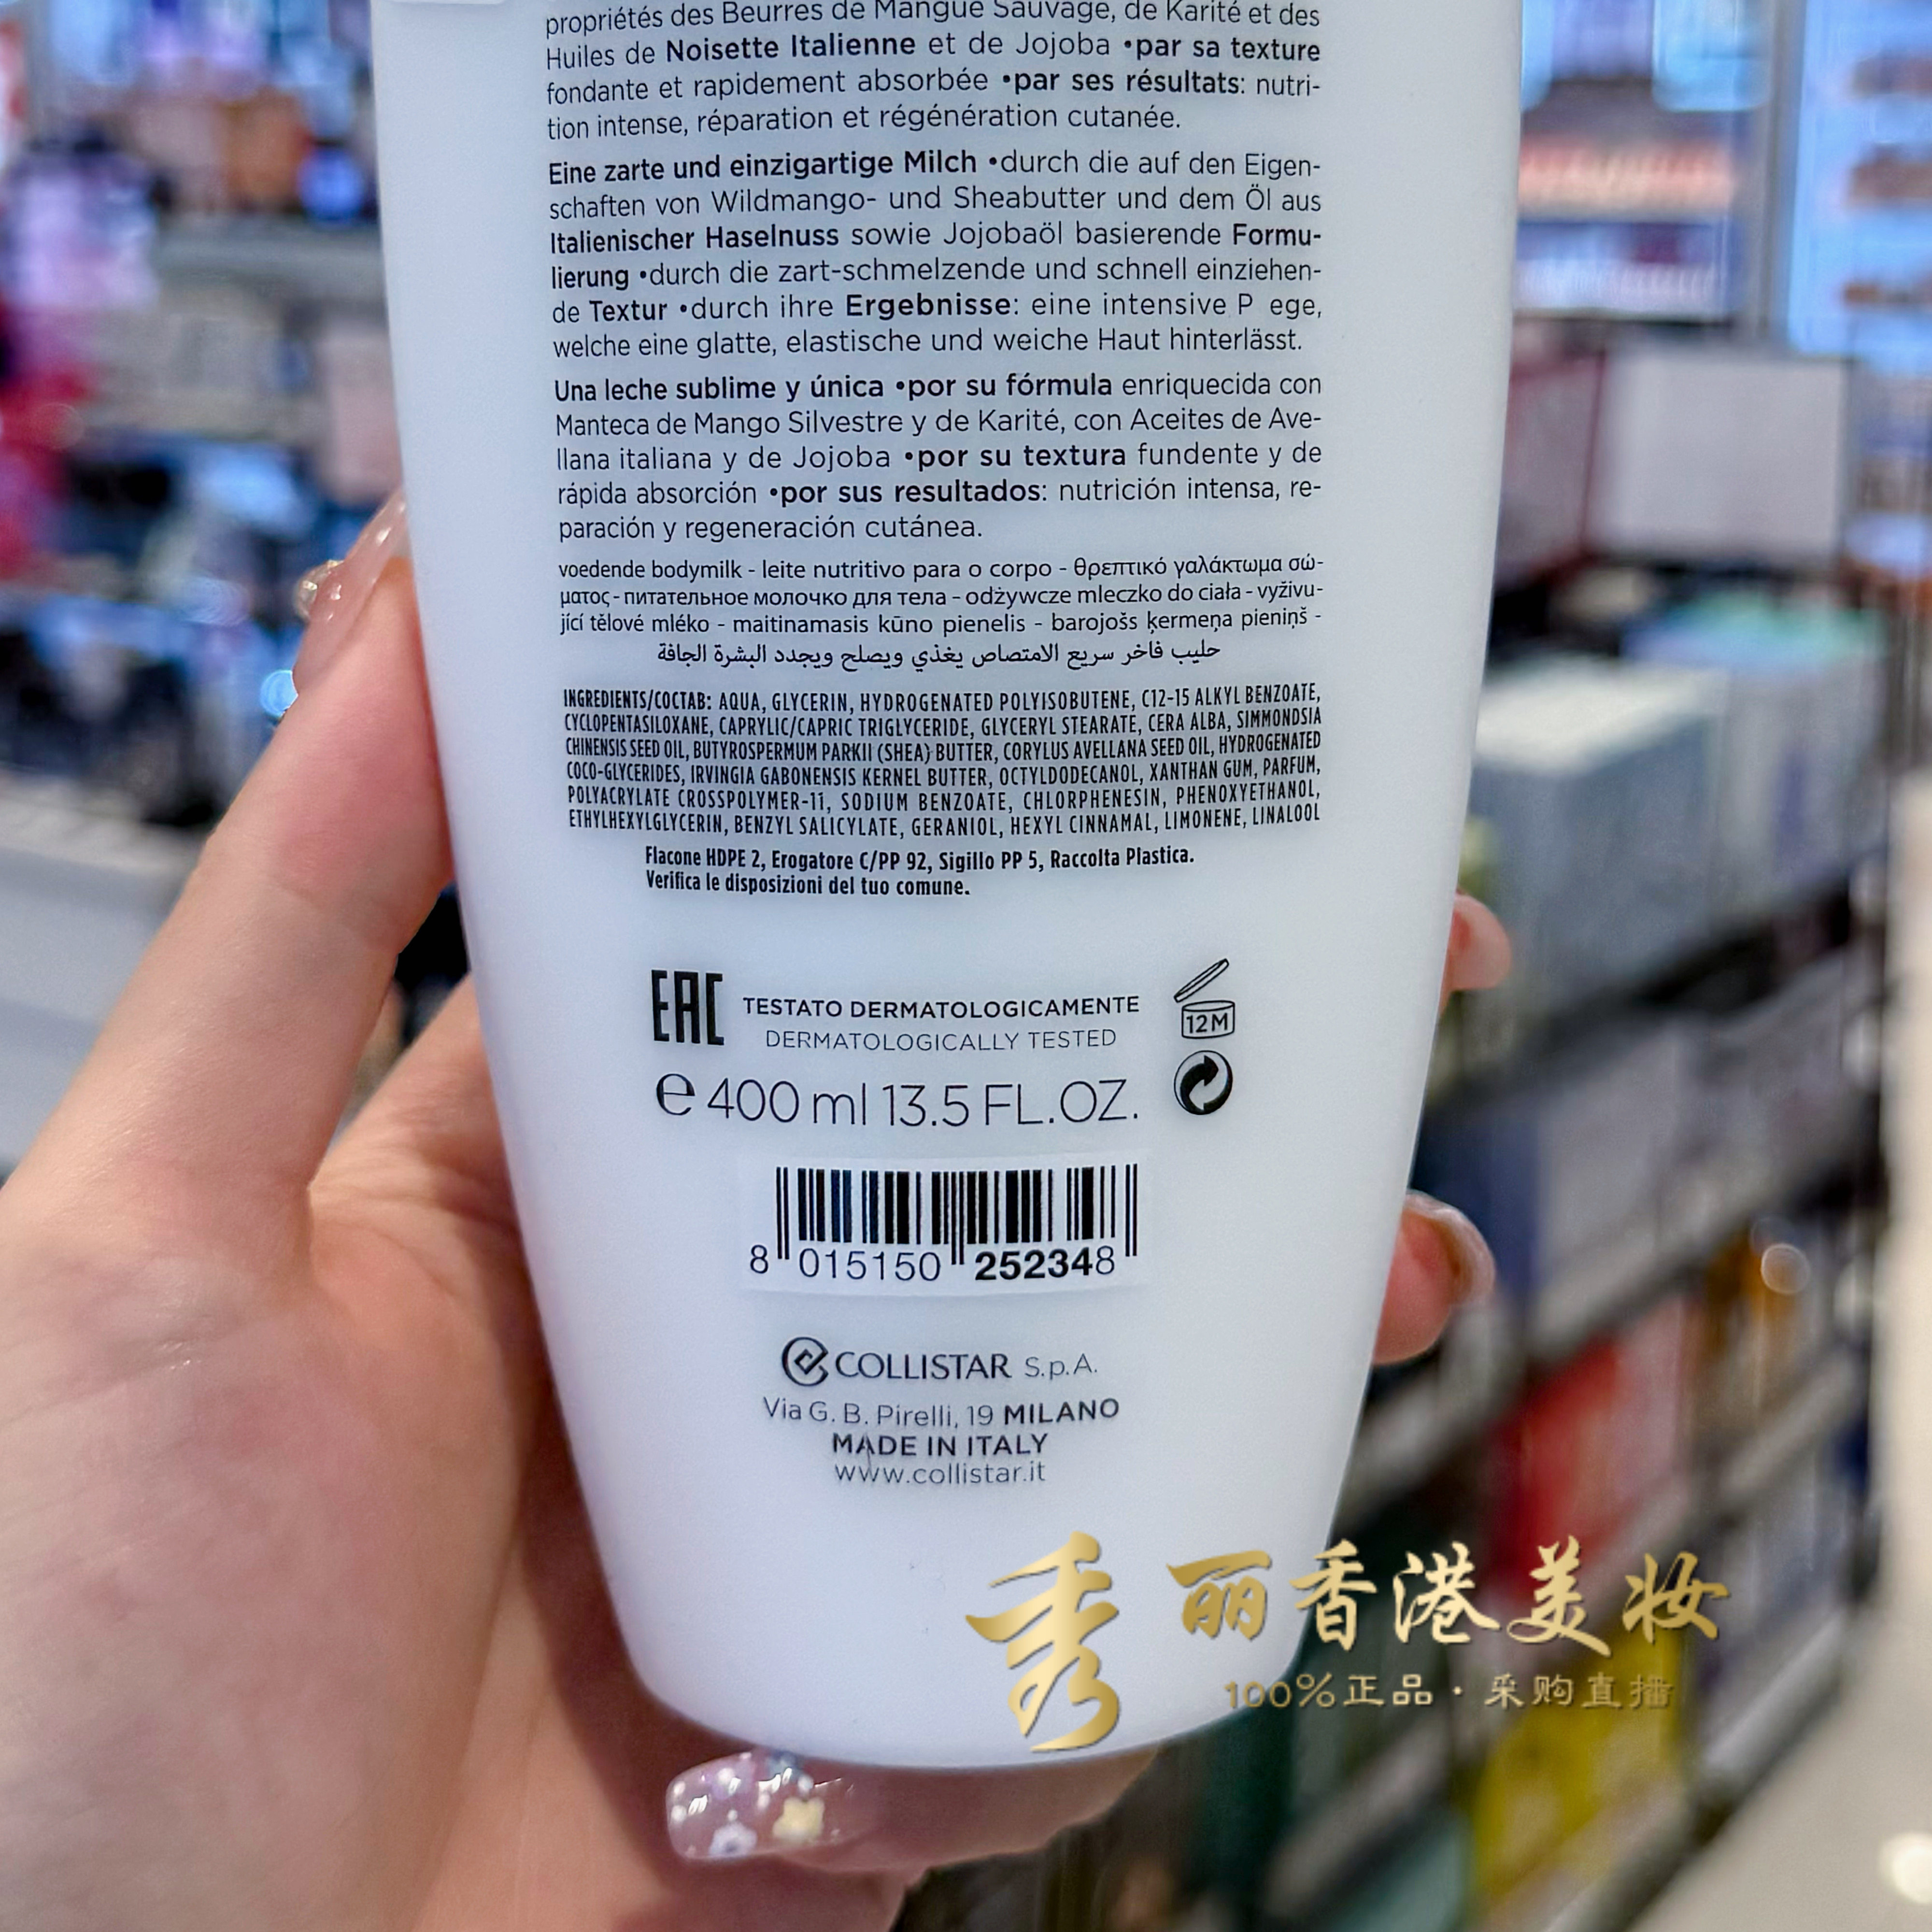 propriétés des Beurres de Mangue Sauvage, de Karité et des
Huiles de Noisette Italienne et de Jojoba •par sa texture
fondante et rapidement absorbée •par ses résultats: nutri-
tion intense, réparation et régénération cutanée.
Eine zarte und einzigartige Milch •durch die auf den Eigen-
schaften von Wildmango- und Sheabutter und dem Öl aus
Italienischer Haselnuss sowie Jojobaöl basierende Formu-
lierung •durch die zart-schmelzende und schnell einziehen-
de Textur •durch ihre Ergebnisse: eine intensive P ege,
welche eine glatte, elastische und weiche Haut hinterlässt.
Una leche sublime y única •por su fórmula enriquecida con
Manteca de Mango Silvestre y de Karité, con Aceites de Ave-
llana italiana y de Jojoba •por su textura fundente y de
rápida absorción •por sus resultados: nutrición intensa, re-
paración y regeneración cutánea.
voedende bodymilk - leite nutritivo para o corpo - θρεπτικό γαλάκτωμα σώ-
ματος - питательное молочко для тела - odżywcze mleczko do ciała - vyživu-
jící tělové mléko - maitinamasis kūno pienelis - barojošs ķermeņa pieniņš -
حليب فاخر سريع الامتصاص يغذي ويصلح ويجدد البشرة الجافة
INGREDIENTS/COCTAB: AQUA, GLYCERIN, HYDROGENATED POLYISOBUTENE, C12-15 ALKYL BENZOATE,
CYCLOPENTASILOXANE, CAPRYLIC/CAPRIC TRIGLYCERIDE, GLYCERYL STEARATE, CERA ALBA, SIMMONDSIA
CHINENSIS SEED OIL, BUTYROSPERMUM PARKII (SHEA) BUTTER, CORYLUS AVELLANA SEED OIL, HYDROGENATED
COCO-GLYCERIDES, IRVINGIA GABONENSIS KERNEL BUTTER, OCTYLDODECANOL, XANTHAN GUM, PARFUM,
POLYACRYLATE CROSSPOLYMER-11, SODIUM BENZOATE, CHLORPHENESIN, PHENOXYETHANOL,
ETHYLHEXYLGLYCERIN, BENZYL SALICYLATE, GERANIOL, HEXYL CINNAMAL, LIMONENE, LINALOOL
Flacone HDPE 2, Erogatore C/PP 92, Sigillo PP 5, Raccolta Plastica.
Verifica le disposizioni del tuo comune.
EAC
TESTATO DERMATOLOGICAMENTE
DERMATOLOGICALLY TESTED
12M
e 400 ml 13.5 FL.OZ.
8 015150 252348
COLLISTAR S.p.A.
Via G. B. Pirelli, 19 MILANO
MADE IN ITALY
www.collistar.it
秀丽香港美妆
100%正品·采购直播